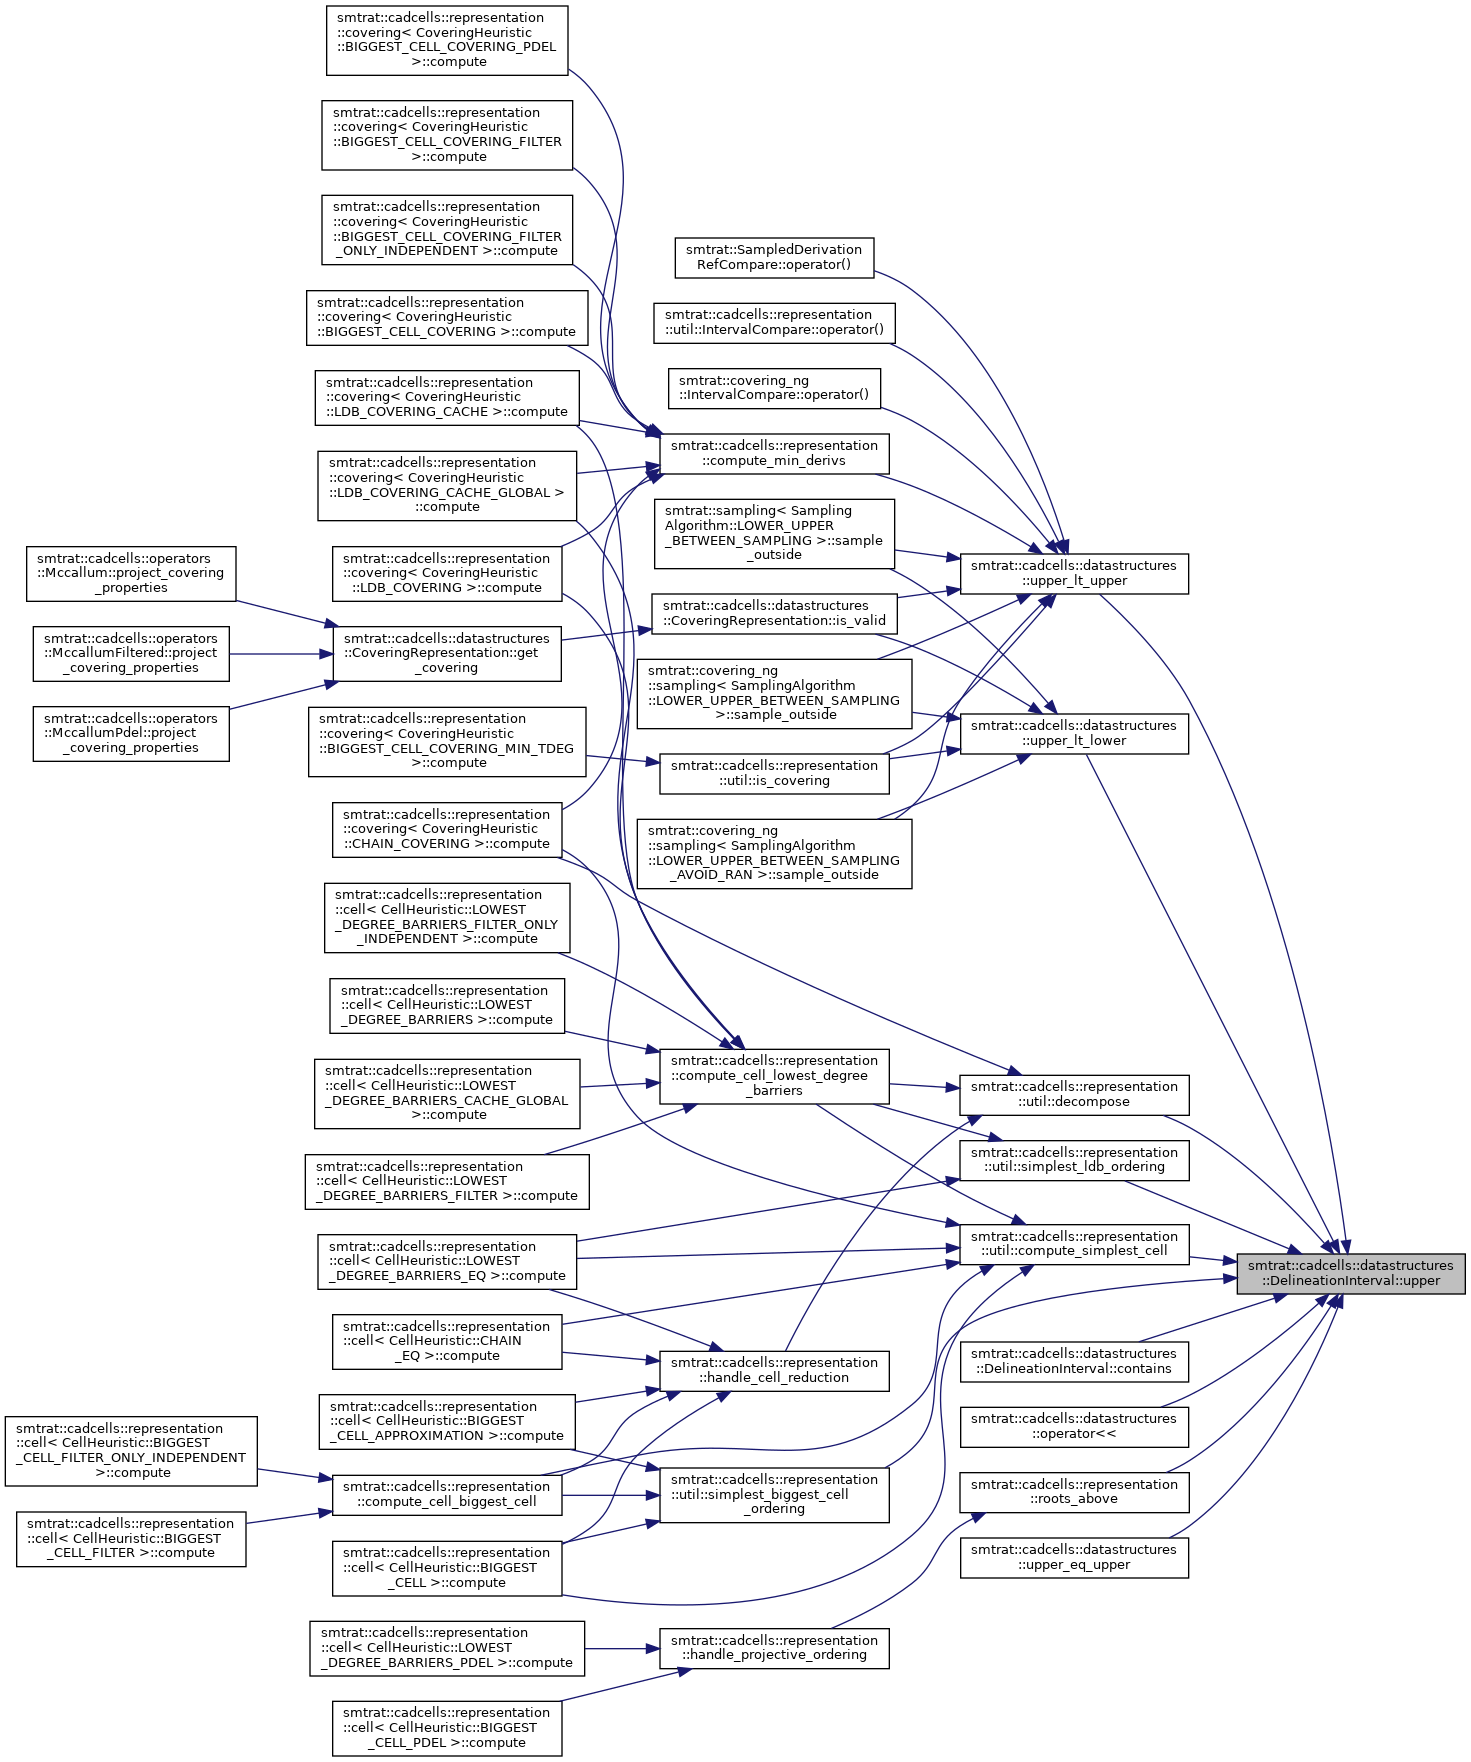 smtrat::cadcells::representation
::covering< CoveringHeuristic
::BIGGEST_CELL_COVERING_PDEL
>::compute
smtrat::cadcells::representation
::covering< CoveringHeuristic
::BIGGEST_CELL_COVERING_FILTER
>::compute
smtrat::cadcells::representation
::covering< CoveringHeuristic
::BIGGEST_CELL_COVERING_FILTER
_ONLY_INDEPENDENT >::compute
smtrat::cadcells::representation
::covering< CoveringHeuristic
::BIGGEST_CELL_COVERING >::compute
smtrat::cadcells::representation
::covering< CoveringHeuristic
::LDB_COVERING_CACHE >::compute
smtrat::cadcells::representation
::covering< CoveringHeuristic
::LDB_COVERING_CACHE_GLOBAL >
::compute
smtrat::cadcells::representation
::covering< CoveringHeuristic
::LDB_COVERING >::compute
smtrat::cadcells::operators
::Mccallum::project_covering
_properties
smtrat::cadcells::operators
::MccallumFiltered::project
_covering_properties
smtrat::cadcells::operators
::MccallumPdel::project
_covering_properties
smtrat::cadcells::datastructures
::CoveringRepresentation::get
_covering
smtrat::cadcells::representation
::covering< CoveringHeuristic
::BIGGEST_CELL_COVERING_MIN_TDEG
>::compute
smtrat::cadcells::representation
::covering< CoveringHeuristic
::CHAIN_COVERING >::compute
smtrat::cadcells::representation
::cell< CellHeuristic::LOWEST
_DEGREE_BARRIERS_FILTER_ONLY
_INDEPENDENT >::compute
smtrat::cadcells::representation
::cell< CellHeuristic::LOWEST
_DEGREE_BARRIERS >::compute
smtrat::cadcells::representation
::cell< CellHeuristic::LOWEST
_DEGREE_BARRIERS_CACHE_GLOBAL
>::compute
smtrat::cadcells::representation
::cell< CellHeuristic::LOWEST
_DEGREE_BARRIERS_FILTER >::compute
smtrat::cadcells::representation
::cell< CellHeuristic::LOWEST
_DEGREE_BARRIERS_EQ >::compute
smtrat::cadcells::representation
::cell< CellHeuristic::CHAIN
_EQ >::compute
smtrat::cadcells::representation
::cell< CellHeuristic::BIGGEST
_CELL_APPROXIMATION >::compute
smtrat::cadcells::representation
::cell< CellHeuristic::BIGGEST
_CELL_FILTER_ONLY_INDEPENDENT
>::compute
smtrat::cadcells::representation
::cell< CellHeuristic::BIGGEST
_CELL_FILTER >::compute
smtrat::cadcells::representation
::compute_cell_biggest_cell
smtrat::cadcells::representation
::cell< CellHeuristic::BIGGEST
_CELL >::compute
smtrat::cadcells::representation
::cell< CellHeuristic::LOWEST
_DEGREE_BARRIERS_PDEL >::compute
smtrat::cadcells::representation
::cell< CellHeuristic::BIGGEST
_CELL_PDEL >::compute
smtrat::SampledDerivation
RefCompare::operator()
smtrat::cadcells::representation
::util::IntervalCompare::operator()
smtrat::covering_ng
::IntervalCompare::operator()
smtrat::cadcells::representation
::compute_min_derivs
smtrat::sampling< Sampling
Algorithm::LOWER_UPPER
_BETWEEN_SAMPLING >::sample
_outside
smtrat::cadcells::datastructures
::CoveringRepresentation::is_valid
smtrat::covering_ng
::sampling< SamplingAlgorithm
::LOWER_UPPER_BETWEEN_SAMPLING
>::sample_outside
smtrat::cadcells::representation
::util::is_covering
smtrat::covering_ng
::sampling< SamplingAlgorithm
::LOWER_UPPER_BETWEEN_SAMPLING
_AVOID_RAN >::sample_outside
smtrat::cadcells::representation
::compute_cell_lowest_degree
_barriers
smtrat::cadcells::representation
::handle_cell_reduction
smtrat::cadcells::representation
::util::simplest_biggest_cell
_ordering
smtrat::cadcells::representation
::handle_projective_ordering
smtrat::cadcells::datastructures
::upper_lt_upper
smtrat::cadcells::datastructures
::upper_lt_lower
smtrat::cadcells::representation
::util::decompose
smtrat::cadcells::representation
::util::simplest_ldb_ordering
smtrat::cadcells::representation
::util::compute_simplest_cell
smtrat::cadcells::datastructures
::DelineationInterval::contains
smtrat::cadcells::datastructures
::operator<<
smtrat::cadcells::representation
::roots_above
smtrat::cadcells::datastructures
::upper_eq_upper
smtrat::cadcells::datastructures
::DelineationInterval::upper